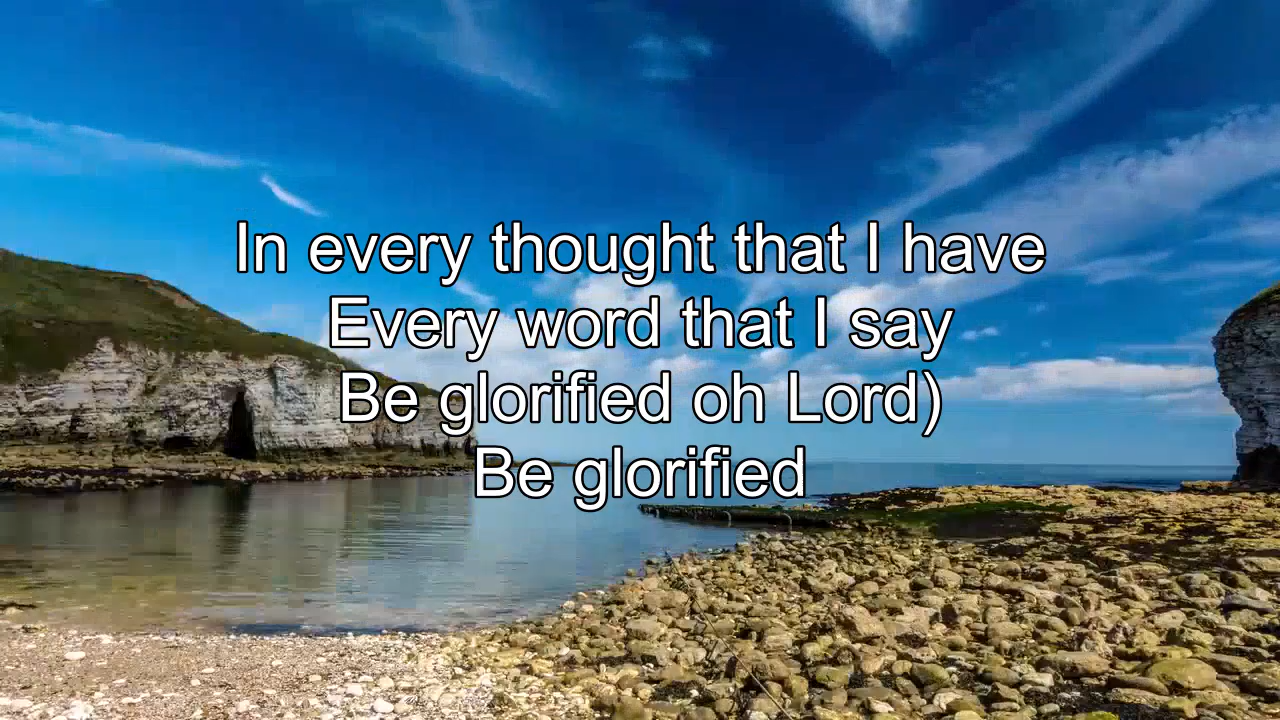 In every thought that I have
Every word that I say
Be glorified oh Lord)
Be glorified